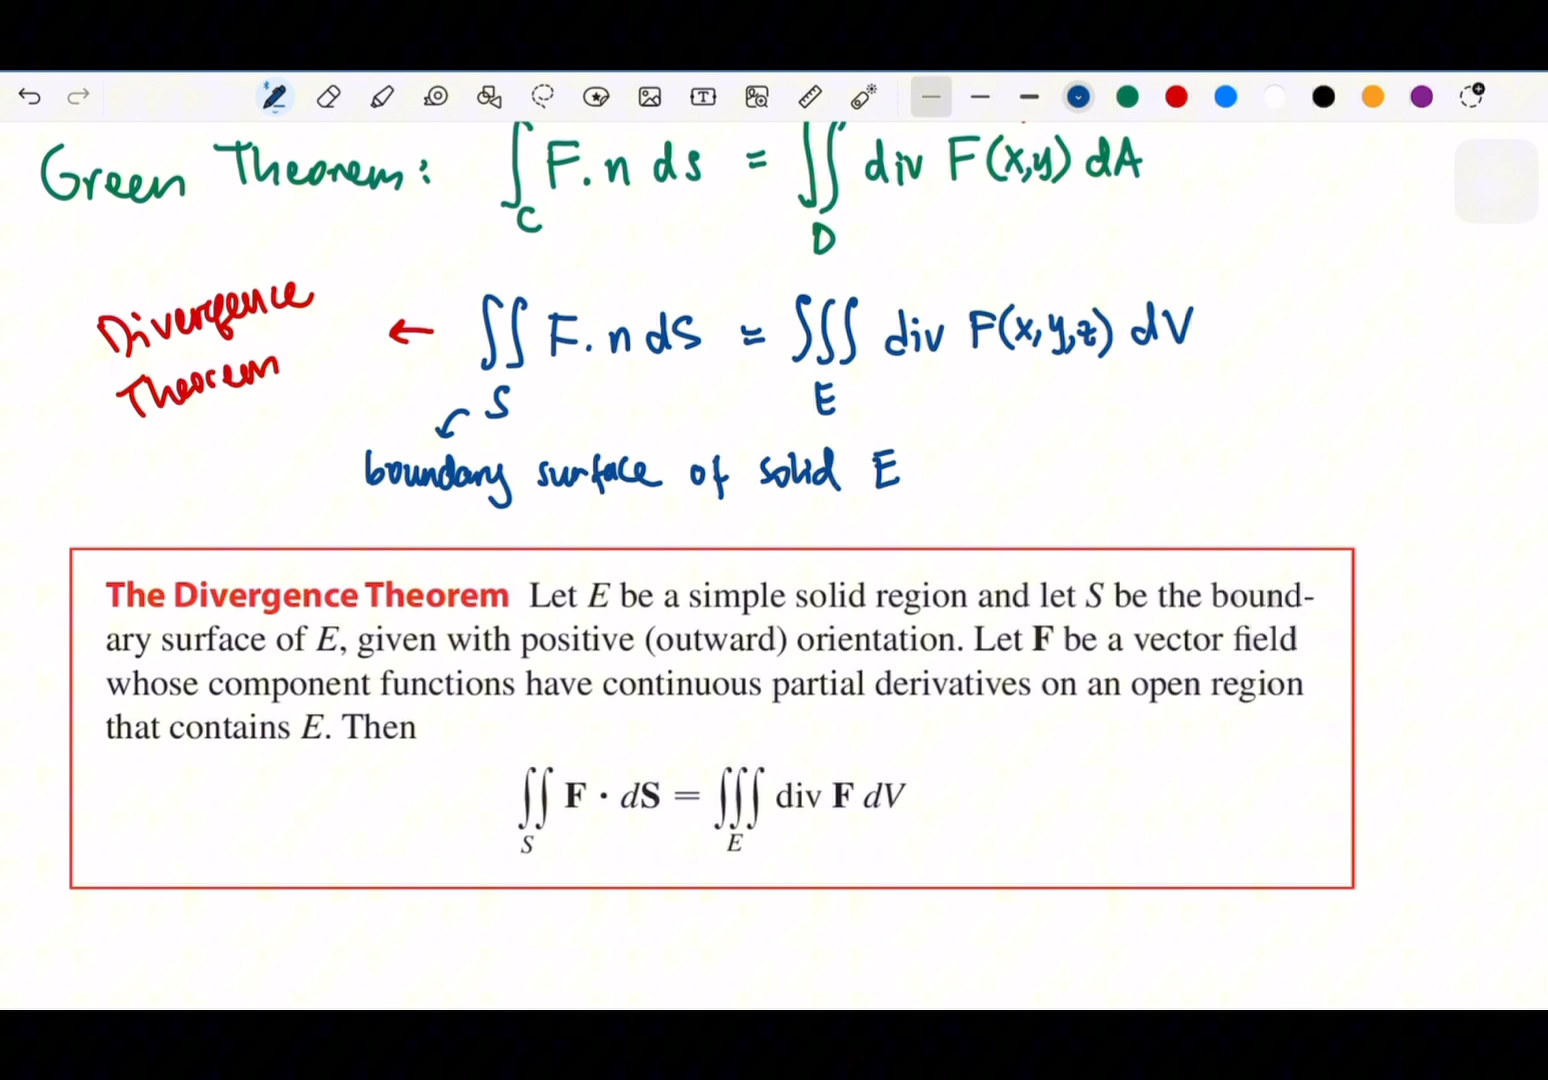 Green Theorem: ∫_C F.n ds = ∬_D div F(x,y) dA
Divergence Theorem ← ∬_S F.n dS = ∭_E div F(x,y,z) dV
boundary surface of solid E
The Divergence Theorem Let E be a simple solid region and let S be the bound-
ary surface of E, given with positive (outward) orientation. Let F be a vector field
whose component functions have continuous partial derivatives on an open region
that contains E. Then
∬_S F · dS = ∭_E div F dV